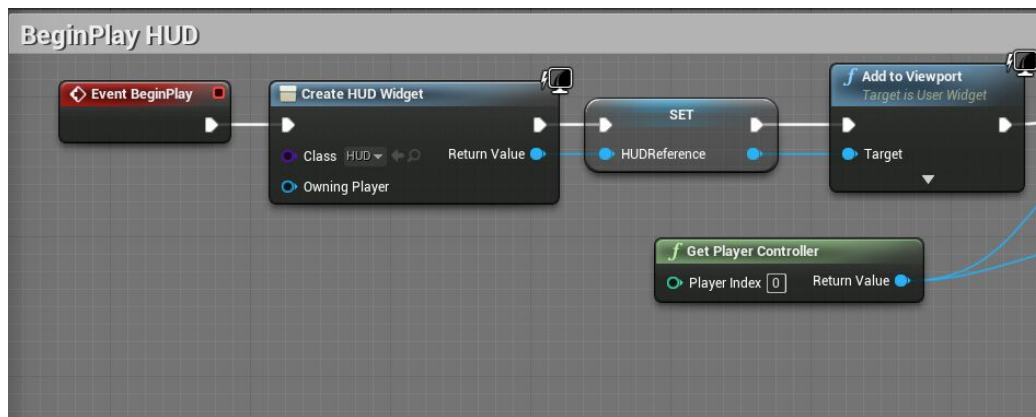 BeginPlay HUD
Event BeginPlay
Create HUD Widget
Class HUD Return Value
Owning Player
SET
HUDReference
f Add to Viewport
Target is User Widget
Target
f Get Player Controller
Player Index 0 Return Value